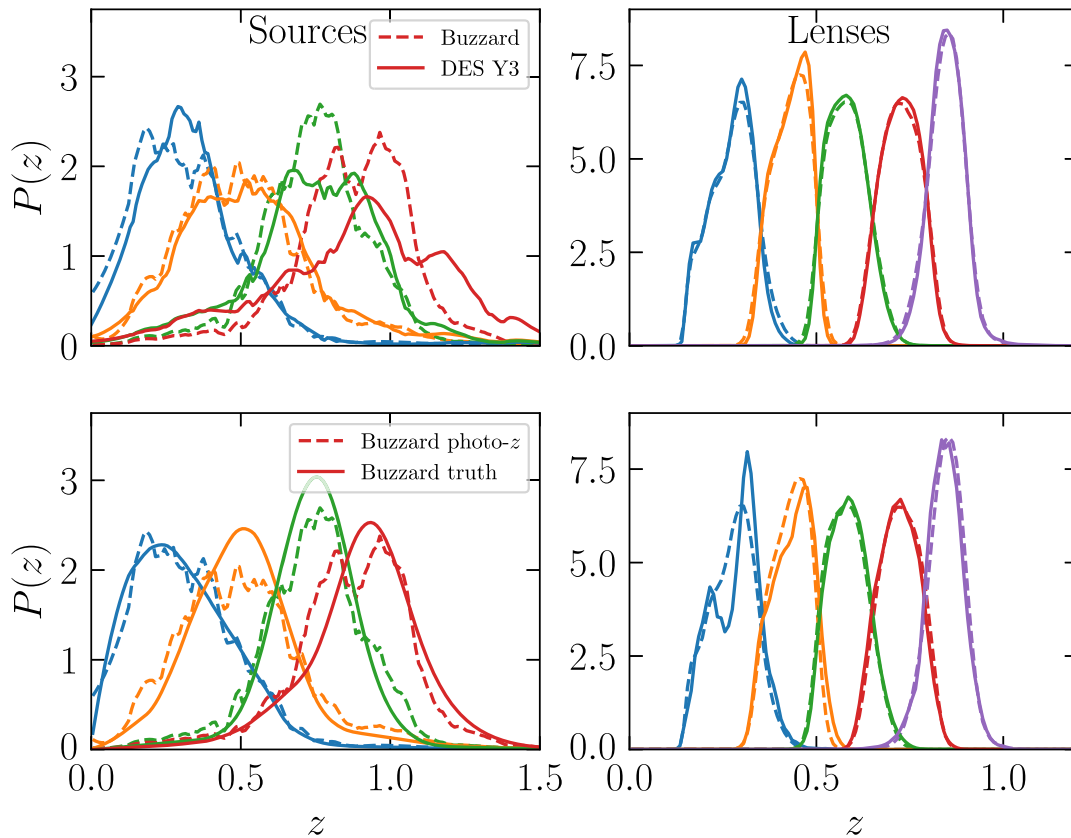 Sources
Buzzard
DES Y3
P(z)
3
2
1
0
Lenses
7.5
5.0
2.5
0.0
Buzzard photo-z
Buzzard truth
P(z)
3
2
1
0
0.0 0.5 1.0 1.5
z
7.5
5.0
2.5
0.0
0.0 0.5 1.0
z